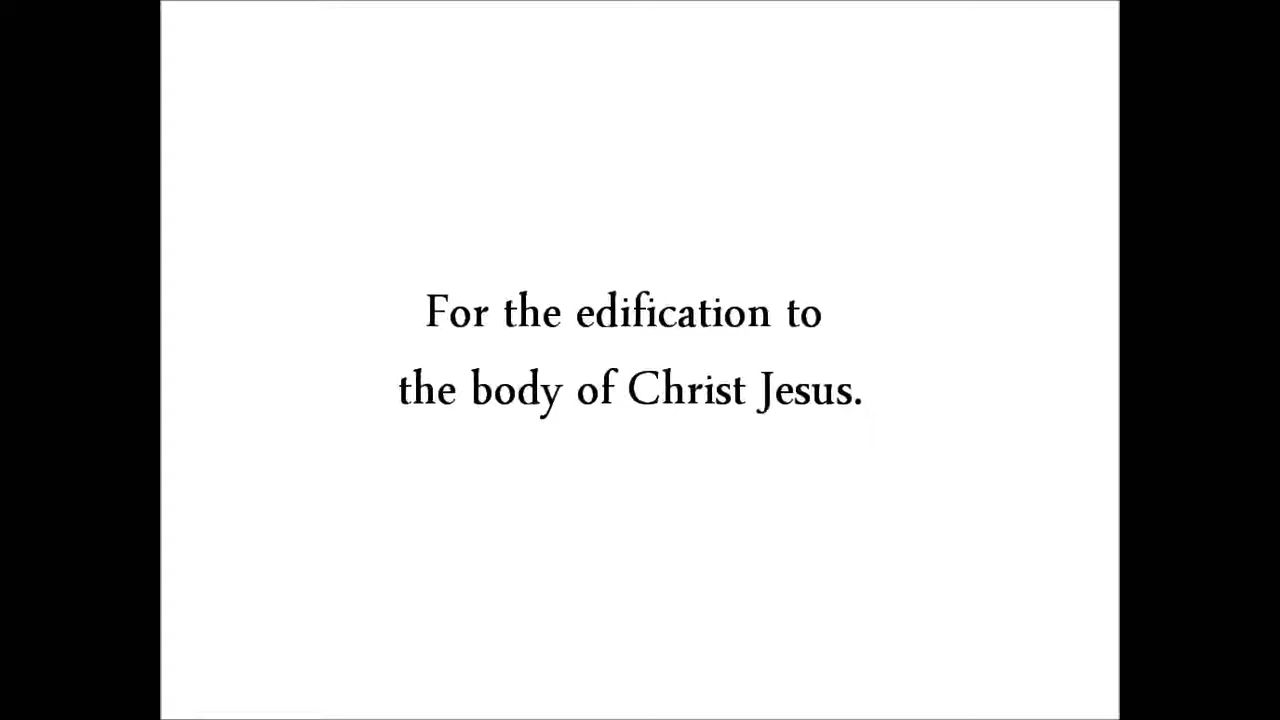 For the edification to
the body of Christ Jesus.